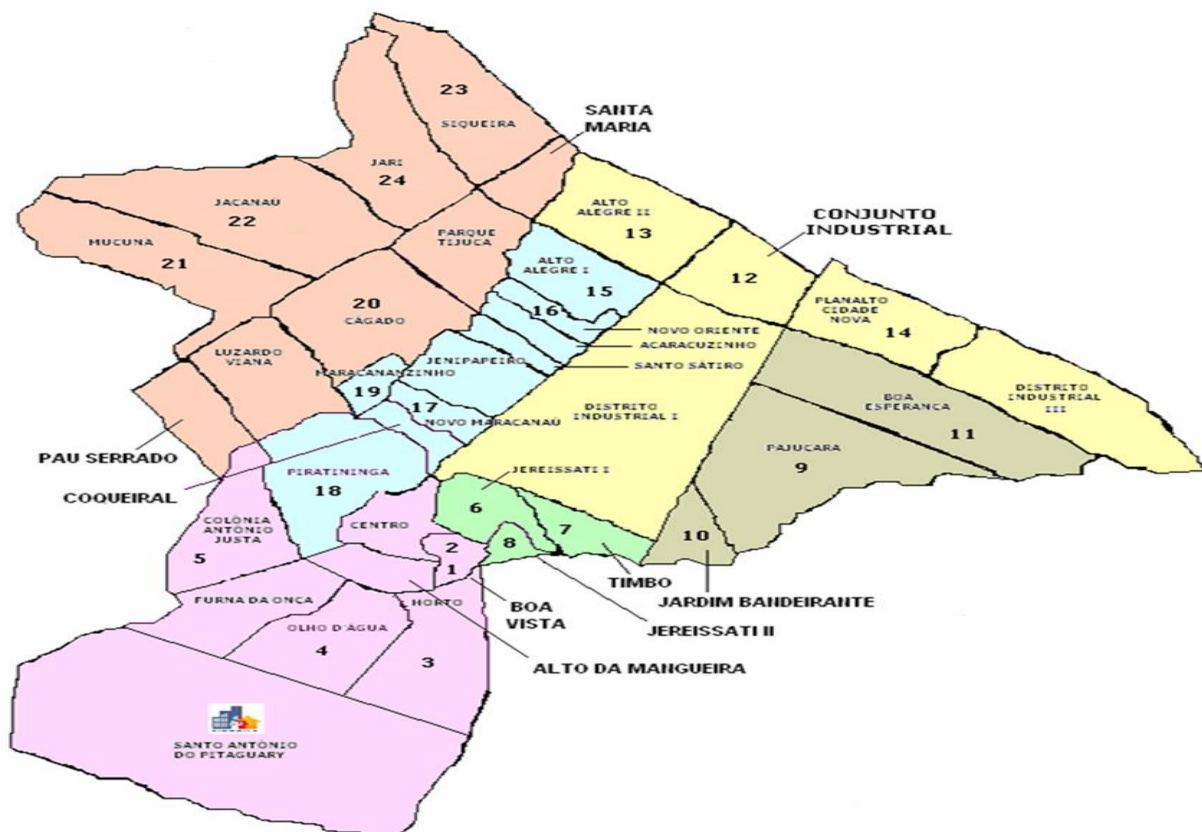 23
SIQUEIRA
SANTA
MARIA
JARI
24
JACANAÚ
22
ALTO
ALEGRE II
13
CONJUNTO
INDUSTRIAL
MUCUNA
21
PARQUE
TIJUCA
ALTO
ALEGRE I
15
12
PLANALTO
CIDADE
NOVA
14
20
CÁGADO
16
NOVO ORIENTE
ACARACUZINHO
SANTO SÁTIRO
LUZARDO
VIANA
JENIPAPEIRO
MARACANANZINHO
19
17
NOVO MARACANAÚ
DISTRITO
INDUSTRIAL I
BOA
ESPERANÇA
11
DISTRITO
INDUSTRIAL
III
PAJUÇARA
9
PAU SERRADO
COQUEIRAL
PIRATININGA
18
JEREISSATI I
6
7
8
10
COLÔNIA
ANTÔNIO
JUSTA
5
CENTRO
2
1
TIMBO
JARDIM BANDEIRANTE
JEREISSATI II
BOA
VISTA
ALTO DA MANGUEIRA
FURNA DA ONÇA
HORTO
3
OLHO D'ÁGUA
4
SANTO ANTÔNIO
DO PITAGUARY